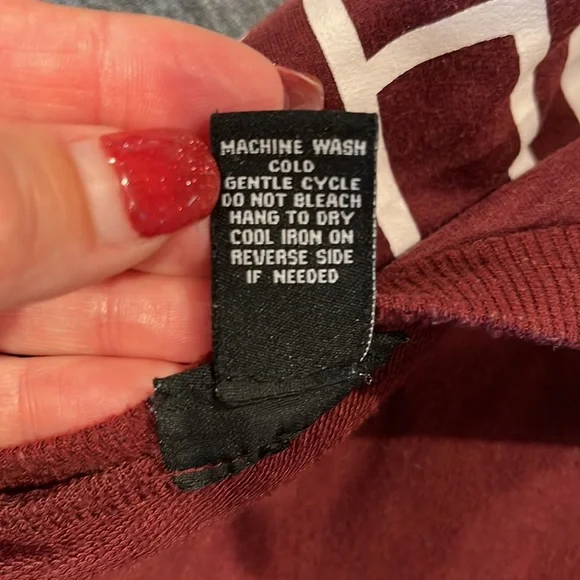 MACHINE WASH
COLD
GENTLE CYCLE
DO NOT BLEACH
HANG TO DRY
COOL IRON ON
REVERSE SIDE
IF NEEDED